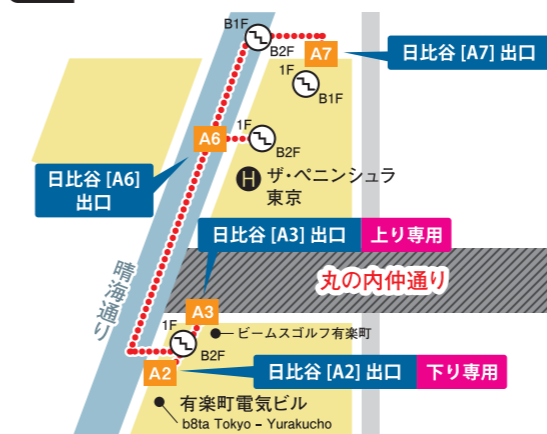 B1F
B2F
A7
日比谷 [A7] 出口
1F
B1F
1F
A6
B2F
日比谷 [A6]
出口
H
ザ・ペニンシュラ
東京
日比谷 [A3] 出口
上り専用
晴海通り
丸の内仲通り
A3
1F
ビームスゴルフ有楽町
B2F
A2
日比谷 [A2] 出口
下り専用
有楽町電気ビル
b8ta Tokyo – Yurakucho